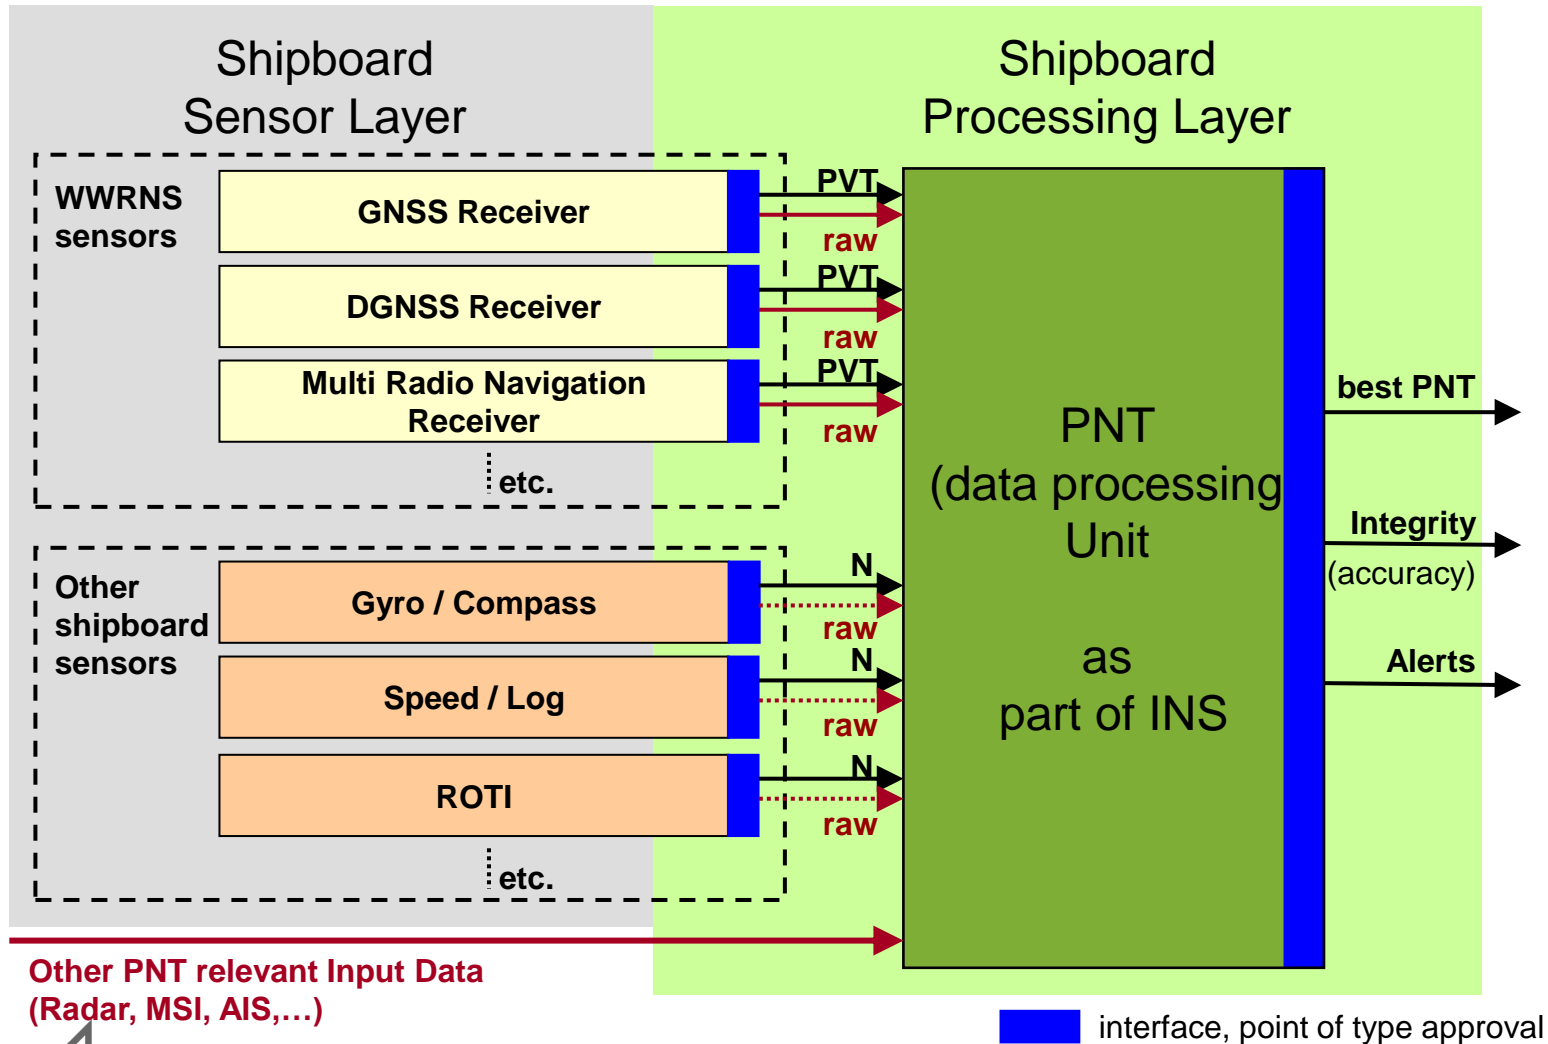 Shipboard
Sensor Layer
Shipboard
Processing Layer
WWRNS
sensors
GNSS Receiver
PVT
raw
DGNSS Receiver
PVT
raw
Multi Radio Navigation
Receiver
PVT
raw
etc.
Other
shipboard
sensors
Gyro / Compass
N
raw
Speed / Log
N
raw
ROTI
N
raw
etc.
PNT
(data processing
Unit
as
part of INS
best PNT
Integrity
(accuracy)
Alerts
Other PNT relevant Input Data
(Radar, MSI, AIS,...)
interface, point of type approval